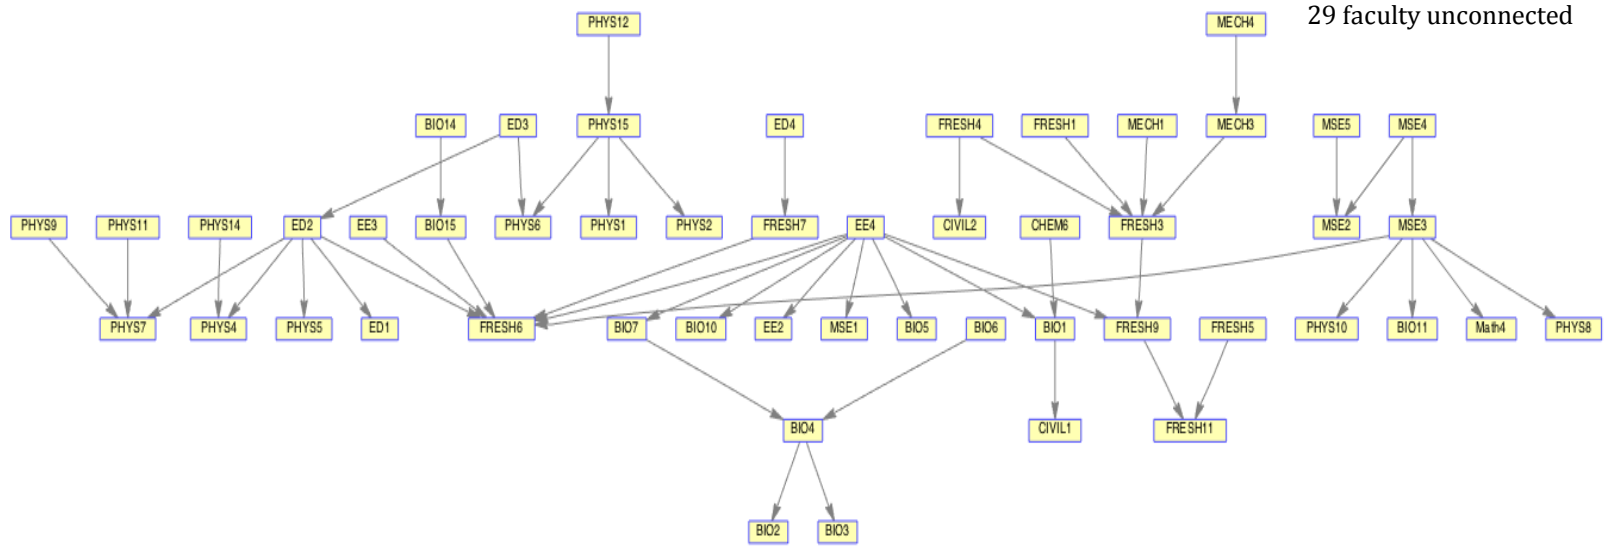 PHYS12
MECH4
29 faculty unconnected
BIO14
ED3
PHYS15
ED4
FRESH4
FRESH1
MECH1
MECH3
MSE5
MSE4
PHYS9
PHYS11
PHYS14
ED2
EE3
BIO15
PHYS6
PHYS1
PHYS2
FRESH7
EE4
CIVIL2
CHEM6
FRESH3
MSE2
MSE3
PHYS7
PHYS4
PHYS5
ED1
FRESH6
BIO7
BIO10
EE2
MSE1
BIO5
BIO6
BIO1
FRESH9
FRESH5
PHYS10
BIO11
Math4
PHYS8
BIO4
CIVIL1
FRESH11
BIO2
BIO3